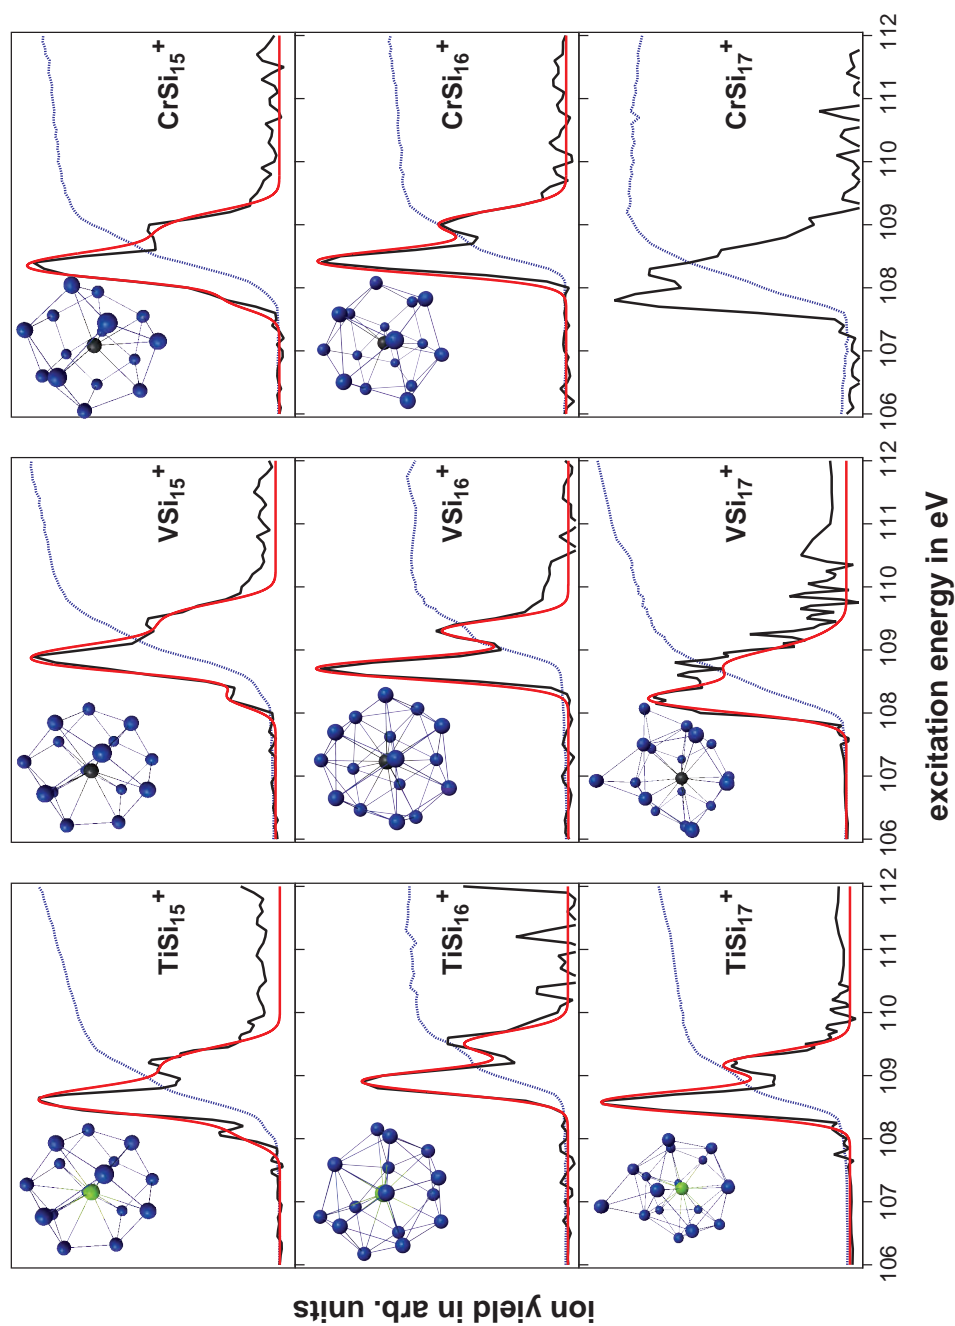 ion yield in arb. units
TiSi₁₅⁺
VSi₁₅⁺
CrSi₁₅⁺
TiSi₁₆⁺
VSi₁₆⁺
CrSi₁₆⁺
TiSi₁₇⁺
VSi₁₇⁺
CrSi₁₇⁺
106 107 108 109 110 111 112
106 107 108 109 110 111 112
106 107 108 109 110 111 112
excitation energy in eV